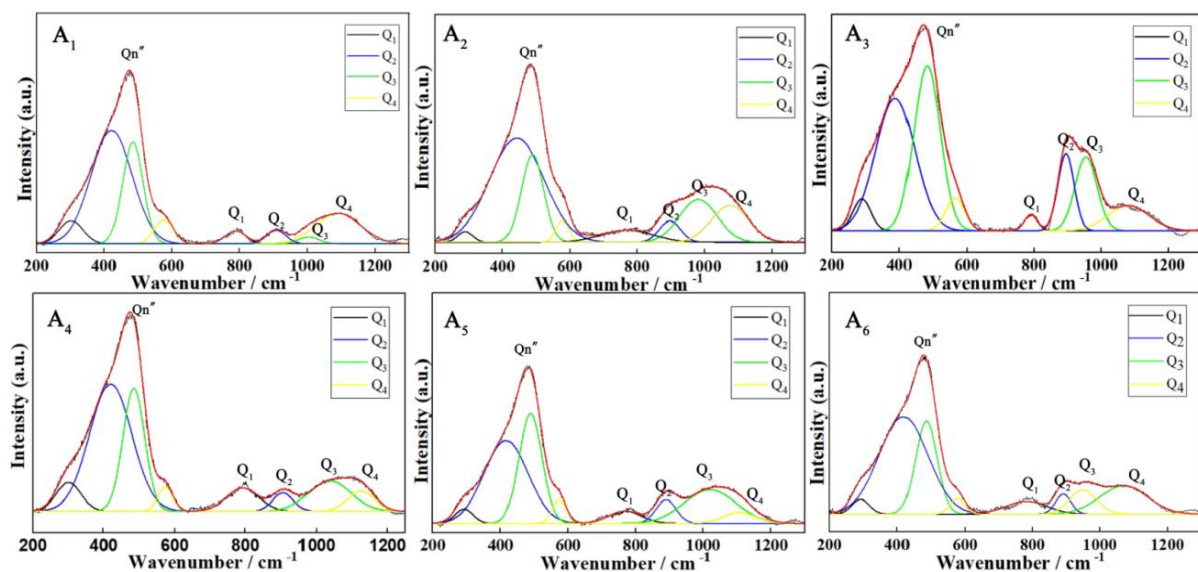 A1
Qn″
Q1
Q2
Q3
Q4
Q1
Q2
Q3
Q4
Intensity (a.u.)
200 400 600 800 1000 1200
Wavenumber / cm-1
A2
Qn″
Q1
Q2
Q3
Q4
Q1
Q2
Q3
Q4
Intensity (a.u.)
200 400 600 800 1000 1200
Wavenumber / cm-1
A3
Qn″
Q1
Q2
Q3
Q4
Q1
Q2
Q3
Q4
Intensity (a.u.)
200 400 600 800 1000 1200
Wavenumber / cm-1
A4
Qn″
Q1
Q2
Q3
Q4
Q1
Q2
Q3
Q4
Intensity (a.u.)
200 400 600 800 1000 1200
Wavenumber / cm-1
A5
Qn″
Q1
Q2
Q3
Q4
Q1
Q2
Q3
Q4
Intensity (a.u.)
200 400 600 800 1000 1200
Wavenumber / cm-1
A6
Qn″
Q1
Q2
Q3
Q4
Q1
Q2
Q3
Q4
Intensity (a.u.)
200 400 600 800 1000 1200
Wavenumber / cm-1